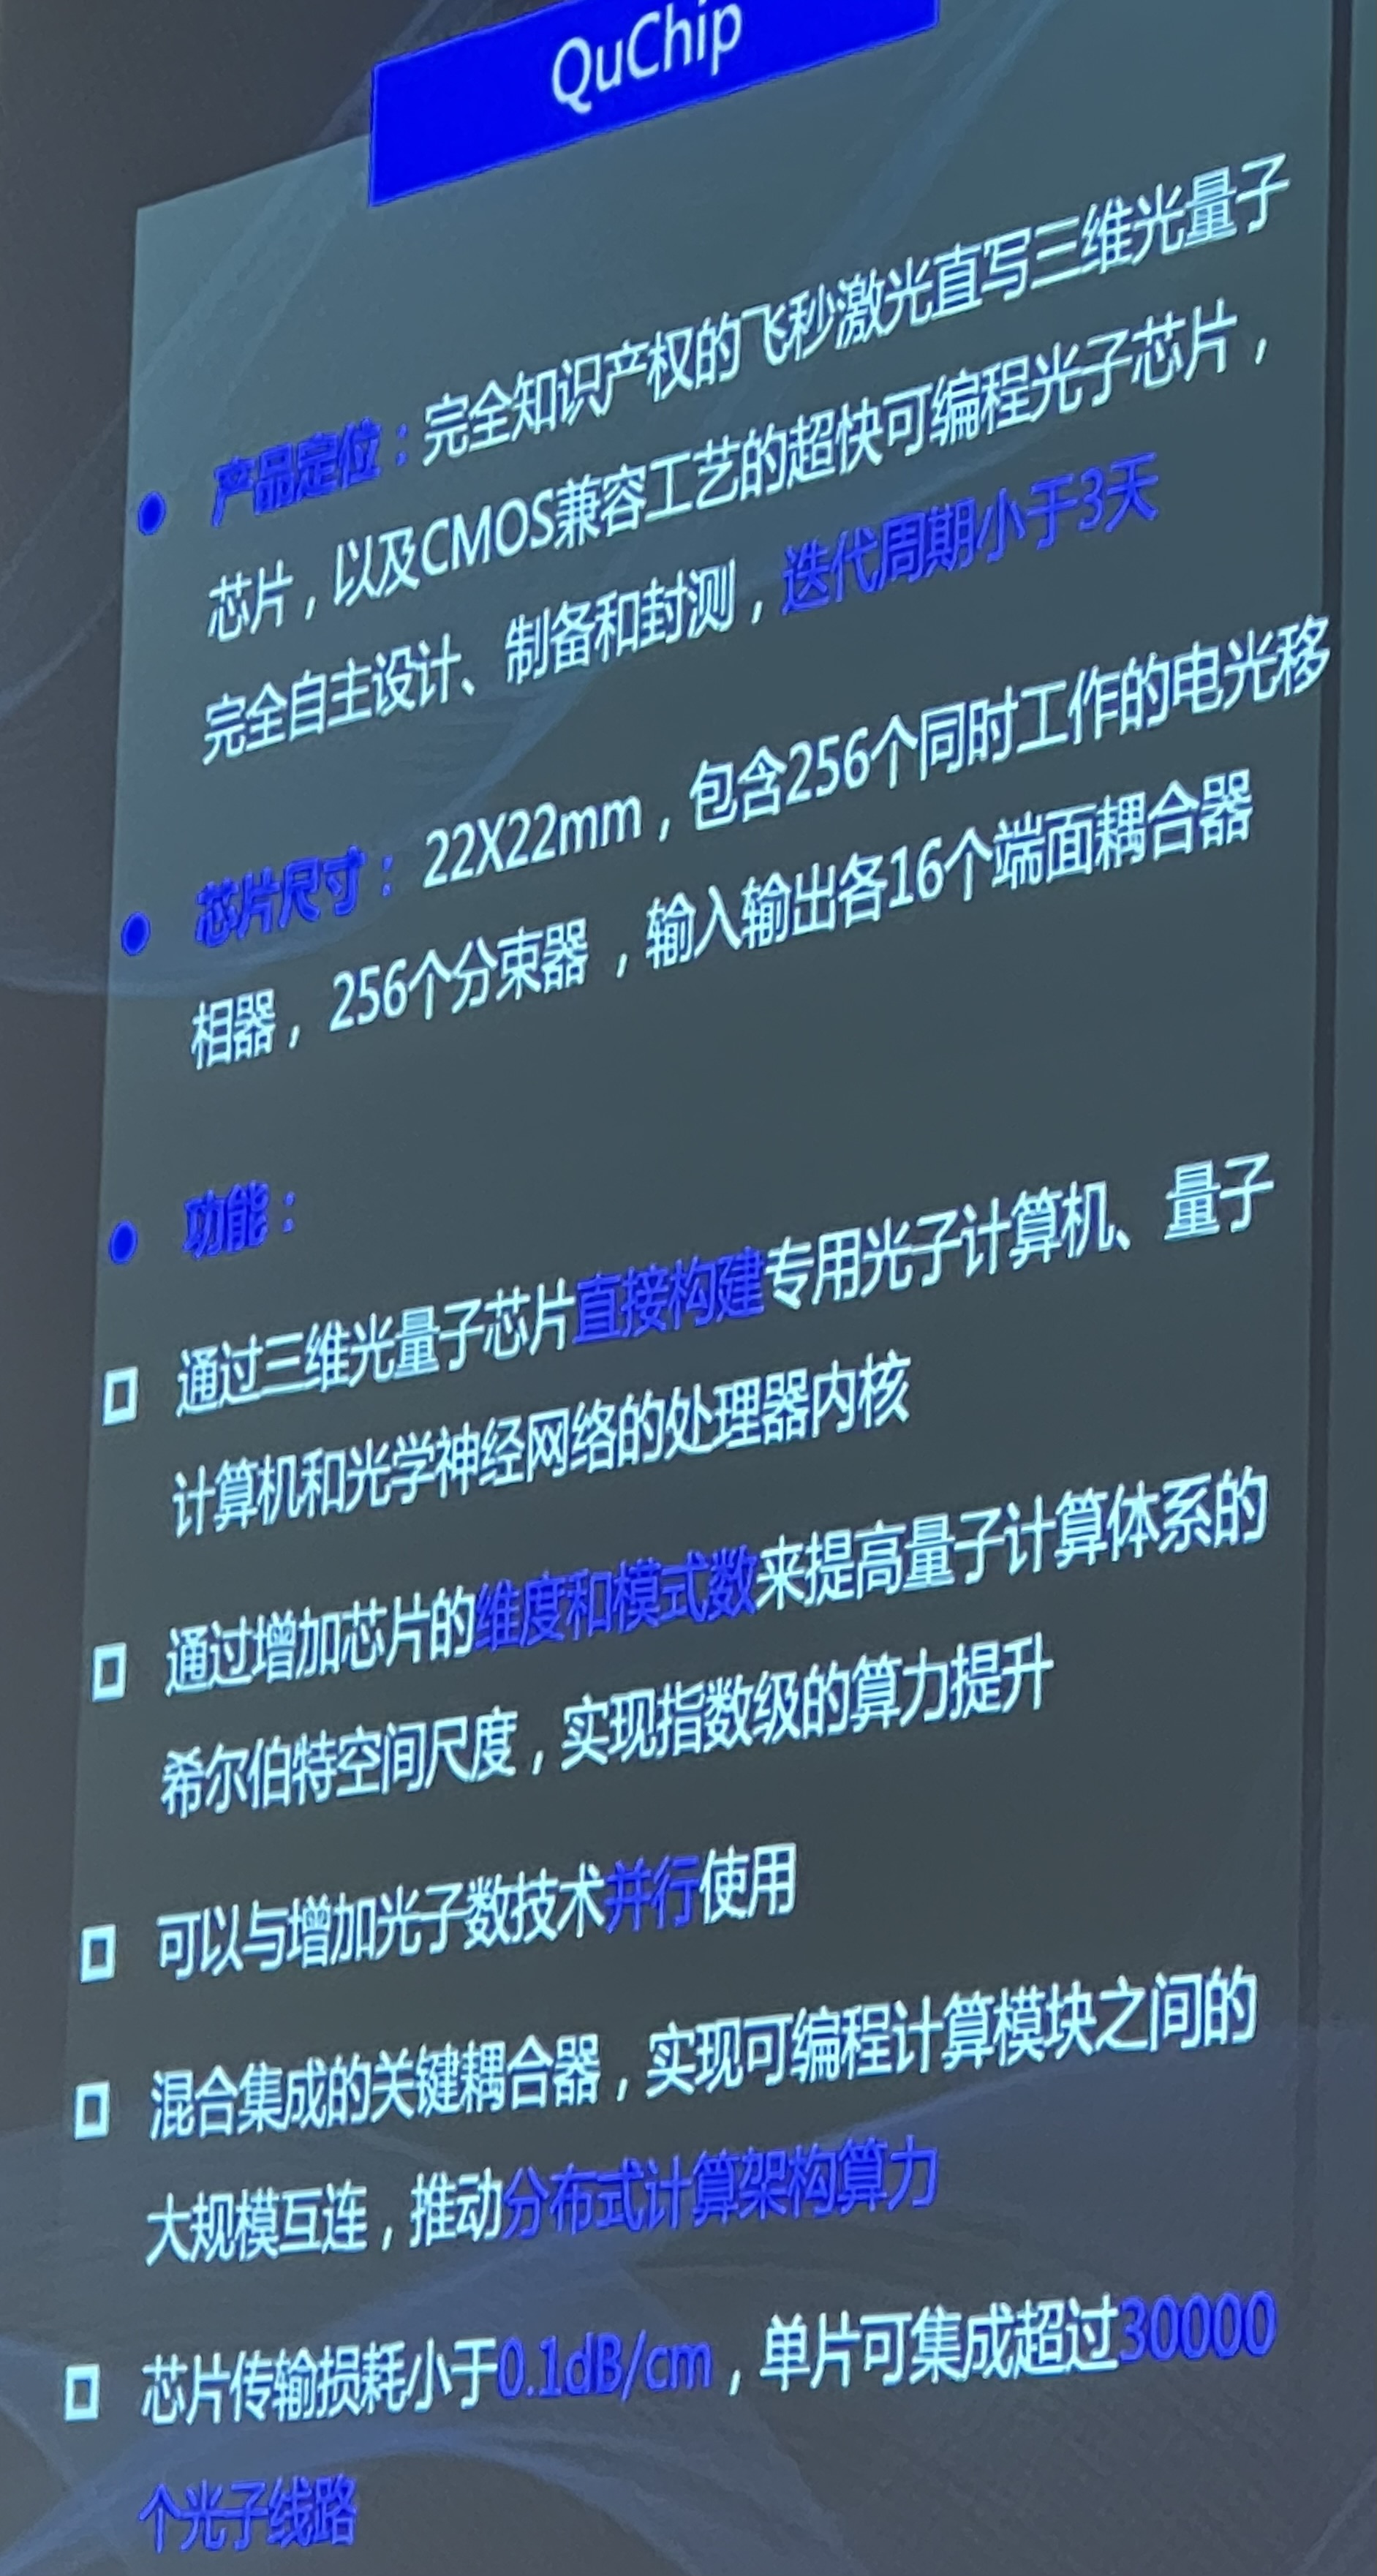 QuChip
● 产品定位：完全知识产权的飞秒激光直写三维光量子
芯片，以及CMOS兼容工艺的超快可编程光子芯片，
完全自主设计、制备和封测，迭代周期小于3天
● 芯片尺寸： 22X22mm，包含256个同时工作的电光移
相器，256个分束器，输入输出各16个端面耦合器
● 功能：
通过三维光量子芯片直接构建专用光子计算机、量子
计算机和光学神经网络的处理器内核
通过增加芯片的维度和模式数来提高量子计算体系的
希尔伯特空间尺度，实现指数级的算力提升
可以与增加光子数技术并行使用
混合集成的关键耦合器，实现可编程计算模块之间的
大规模互连，推动分布式计算架构算力
芯片传输损耗小于0.1dB/cm，单片可集成超过30000
个光子线路